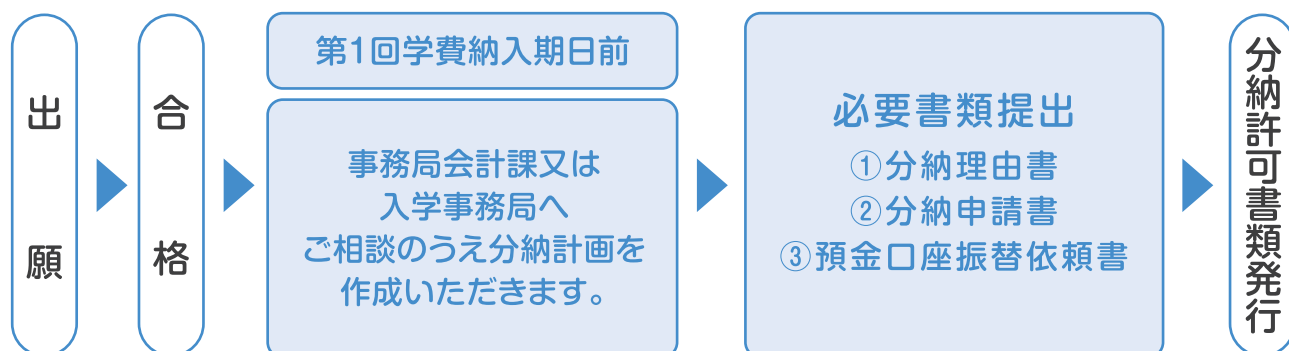 出願
合格
第1回学費納入期日前
事務局会計課又は
入学事務局へ
ご相談のうえ分納計画を
作成いただきます。
必要書類提出
①分納理由書
②分納申請書
③預金口座振替依頼書
分納許可書類発行